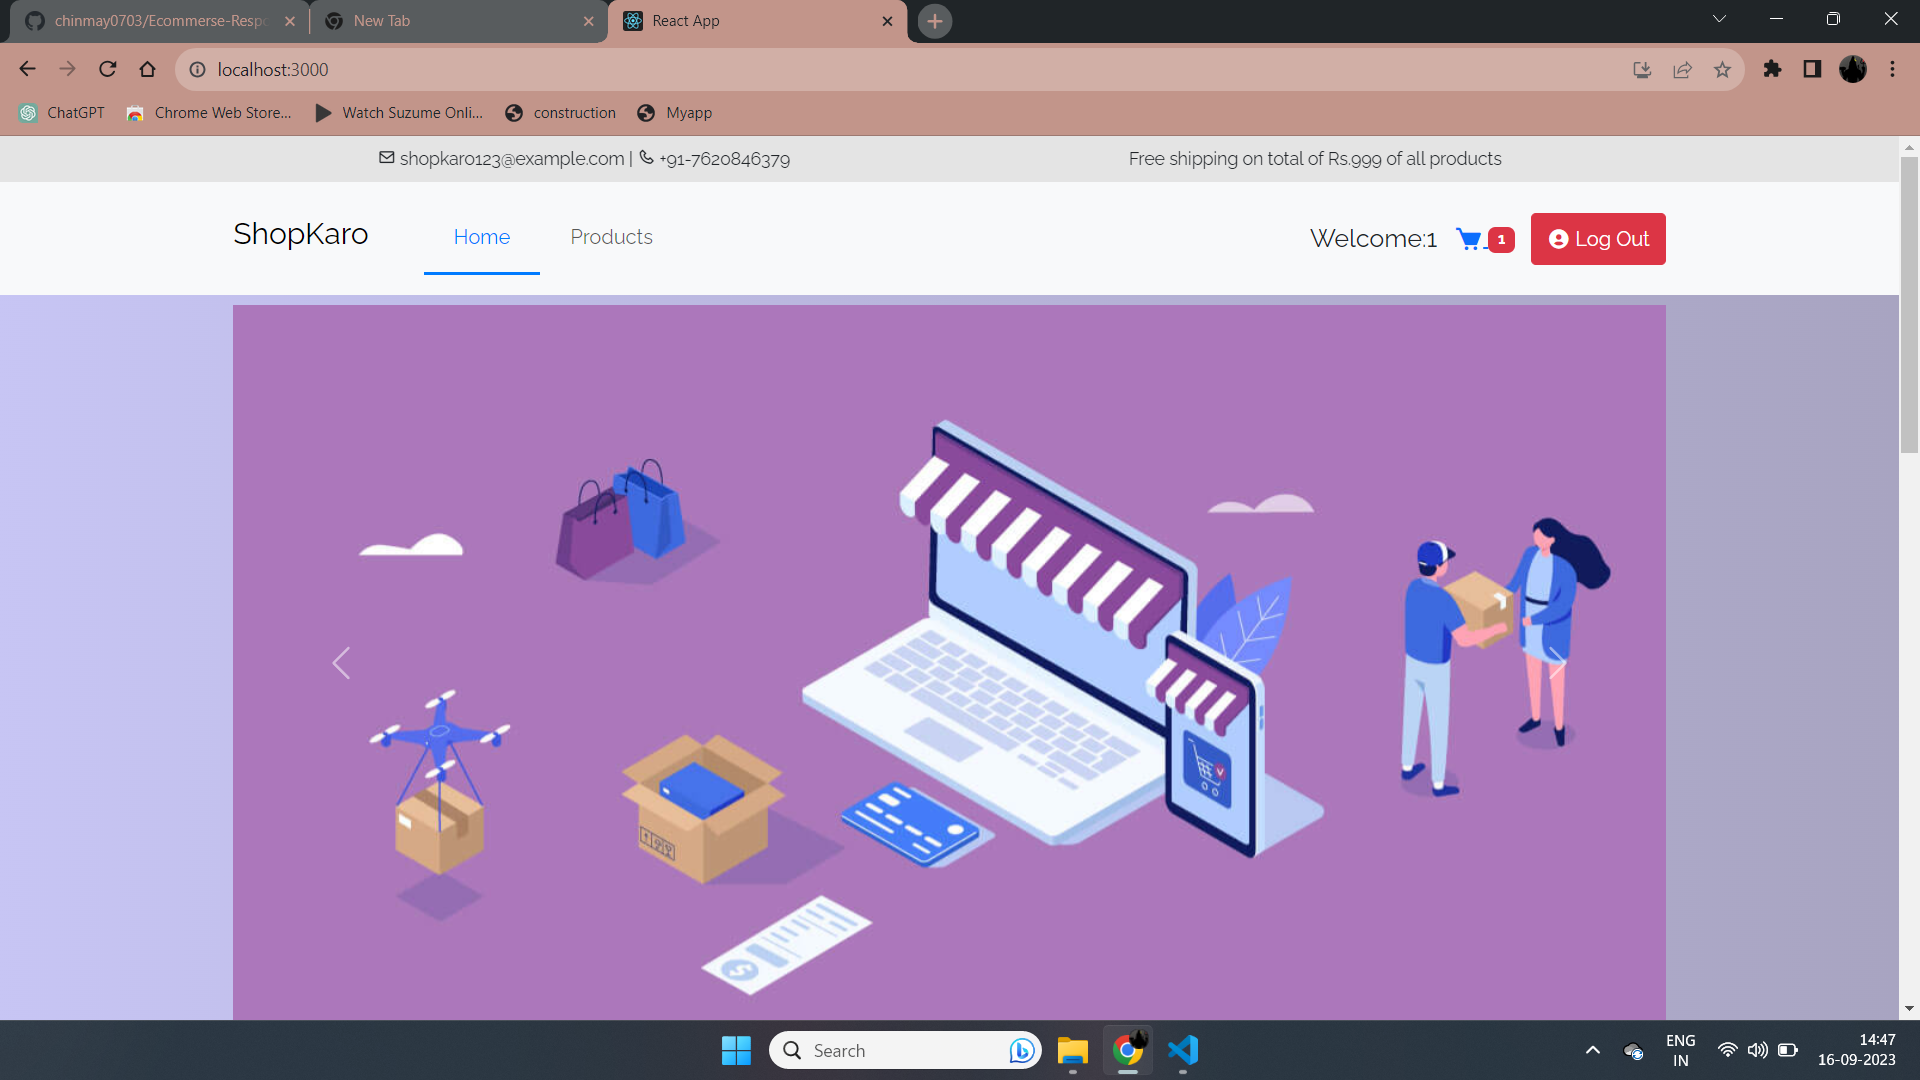 chinmay0703/Ecommerse-Respo
New Tab
React App
localhost:3000
ChatGPT
Chrome Web Store...
Watch Suzume Onli...
construction
Myapp
shopkaro123@example.com | +91-7620846379
Free shipping on total of Rs.999 of all products
ShopKaro
Home
Products
Welcome:1
1
Log Out
Search
ENG
IN
14:47
16-09-2023